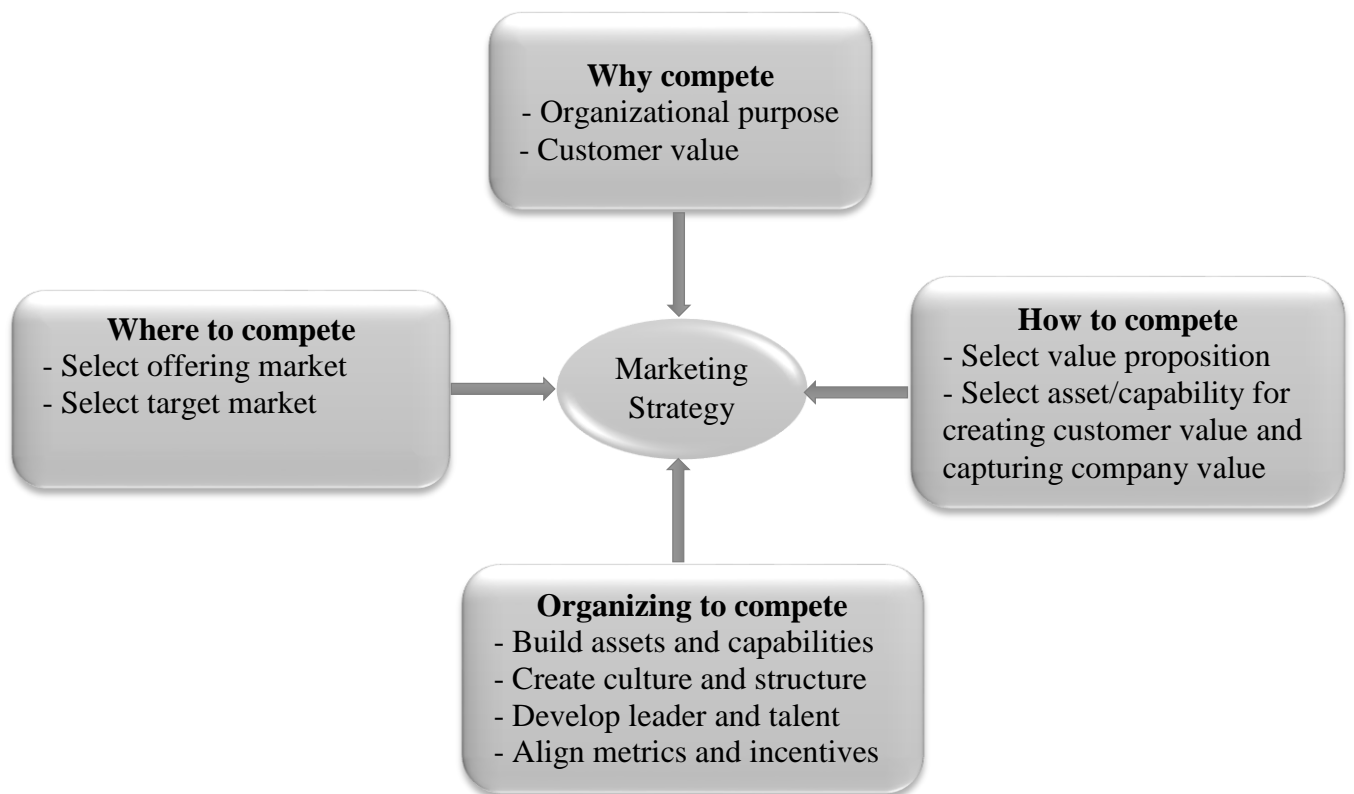 Why compete
- Organizational purpose
- Customer value
Where to compete
- Select offering market
- Select target market
Marketing
Strategy
How to compete
- Select value proposition
- Select asset/capability for
creating customer value and
capturing company value
Organizing to compete
- Build assets and capabilities
- Create culture and structure
- Develop leader and talent
- Align metrics and incentives